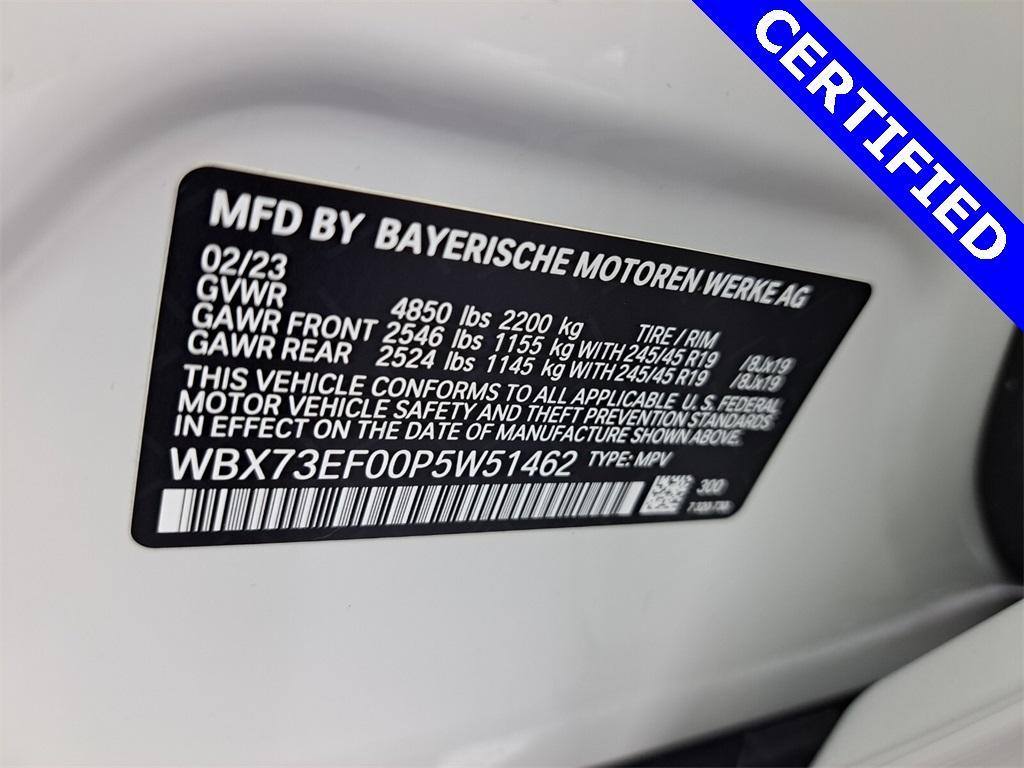 CERTIFIED
MFD BY BAYERISCHE MOTOREN WERKE AG
02/23
GVWR 4850 lbs 2200 kg TIRE / RIM
GAWR FRONT 2546 lbs 1155 kg WITH 245/45 R19 /8Jx19
GAWR REAR 2524 lbs 1145 kg WITH 245/45 R19 /8Jx19
THIS VEHICLE CONFORMS TO ALL APPLICABLE U.S. FEDERAL
MOTOR VEHICLE SAFETY AND THEFT PREVENTION STANDARDS
IN EFFECT ON THE DATE OF MANUFACTURE SHOWN ABOVE.
WBX73EF00P5W51462 TYPE: MPV
300